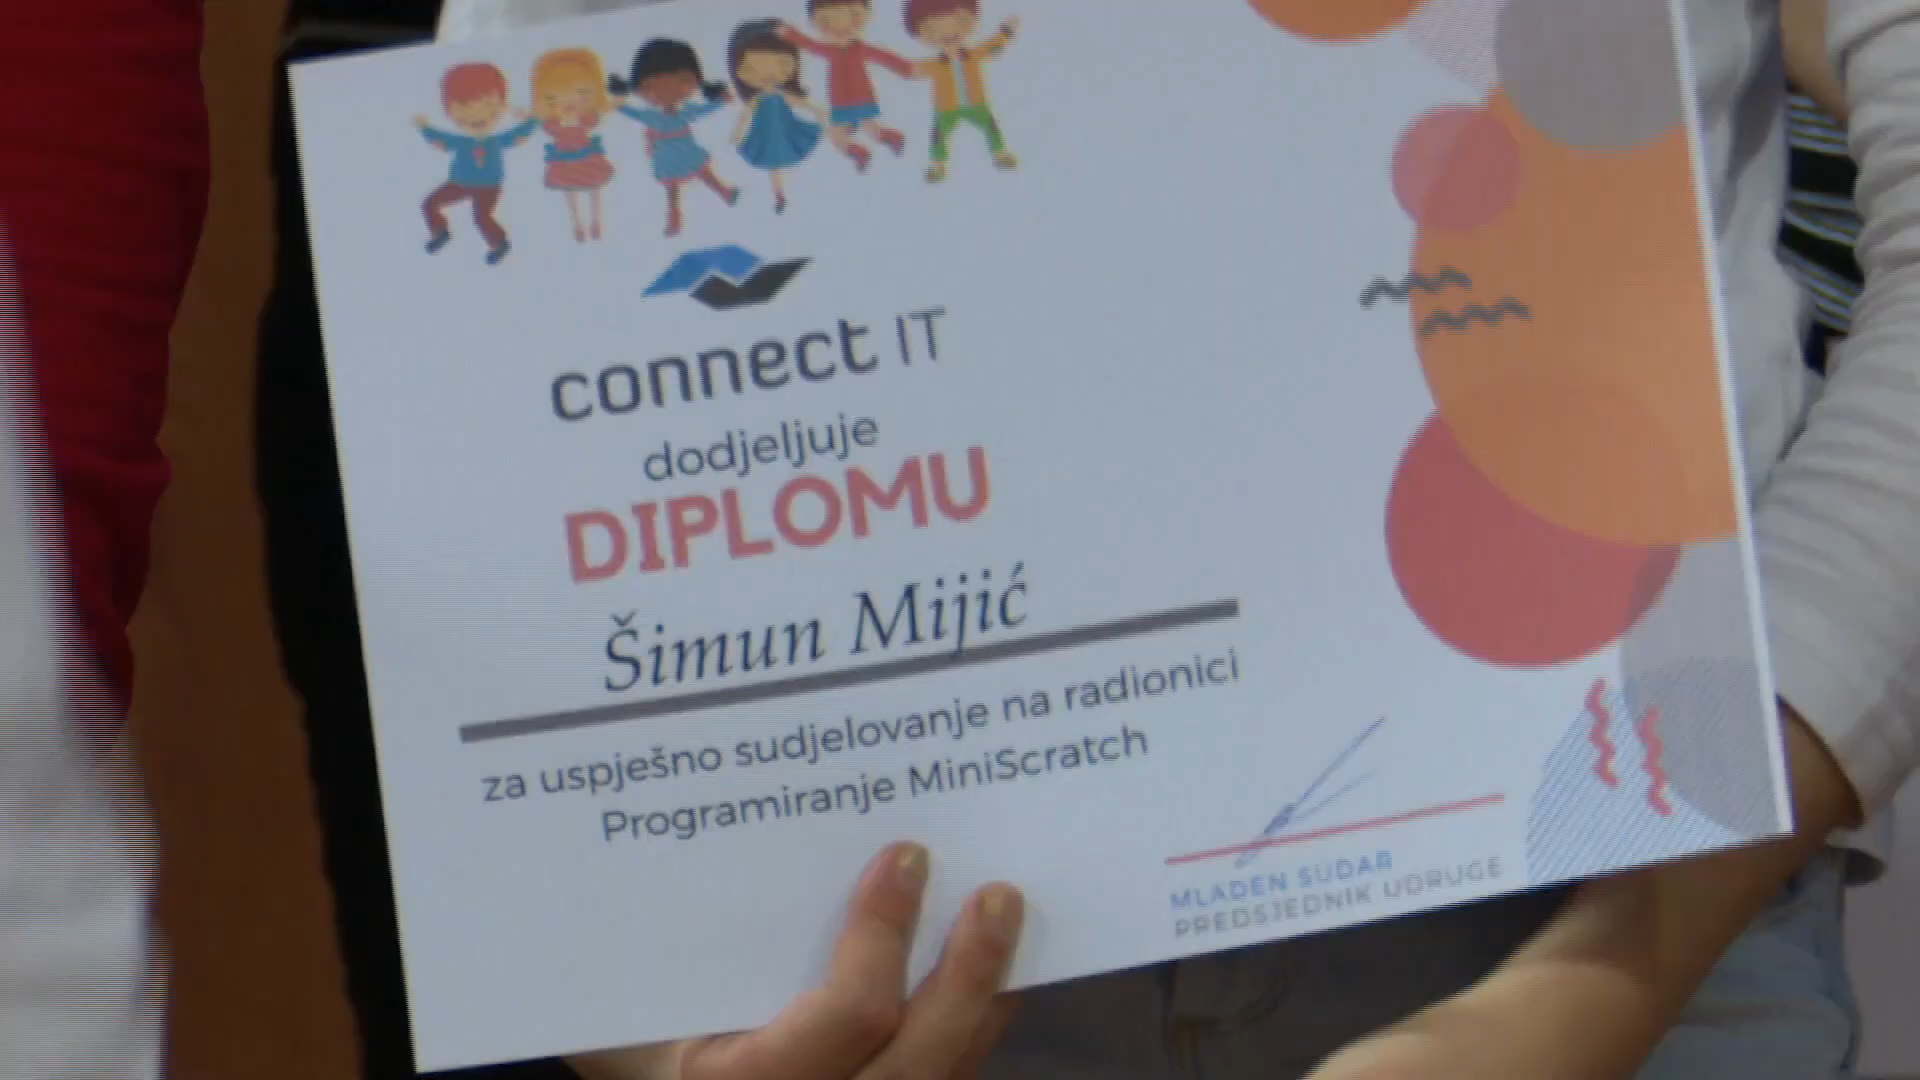 connect IT
dodjeljuje
DIPLOMU
Šimun Mijić
za uspješno sudjelovanje na radionici
Programiranje MiniScratch
MLADEN SUDAR
PREDSJEDNIK UDRUGE